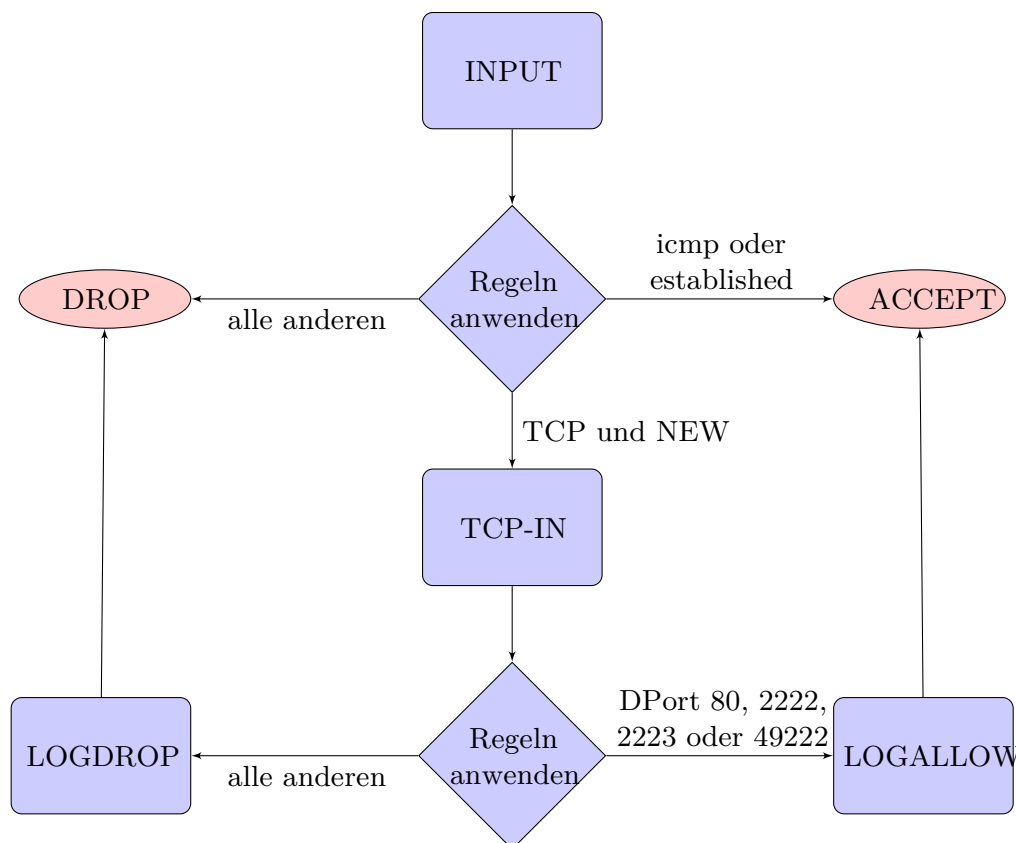 INPUT
icmp oder
established
Regeln
anwenden
DROP
ACCEPT
alle anderen
TCP und NEW
TCP-IN
DPort 80, 2222,
2223 oder 49222
Regeln
anwenden
LOGDROP
LOGALLOW
alle anderen